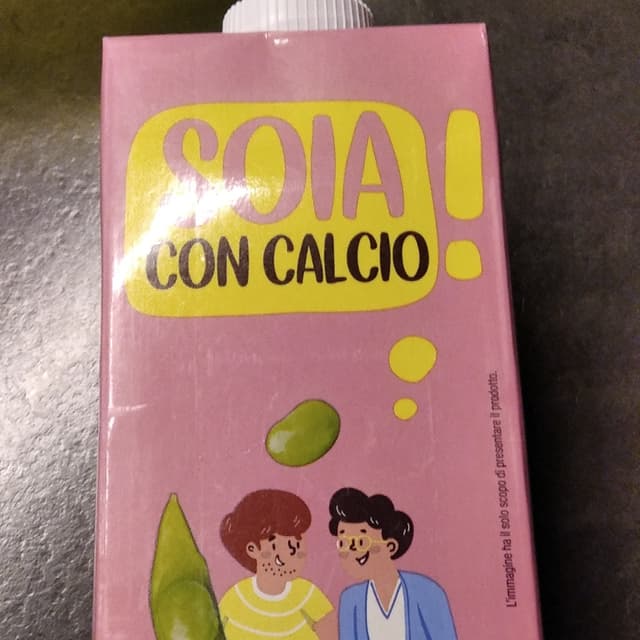 SOIA
CON CALCIO
L'immagine ha il solo scopo di presentare il prodotto.